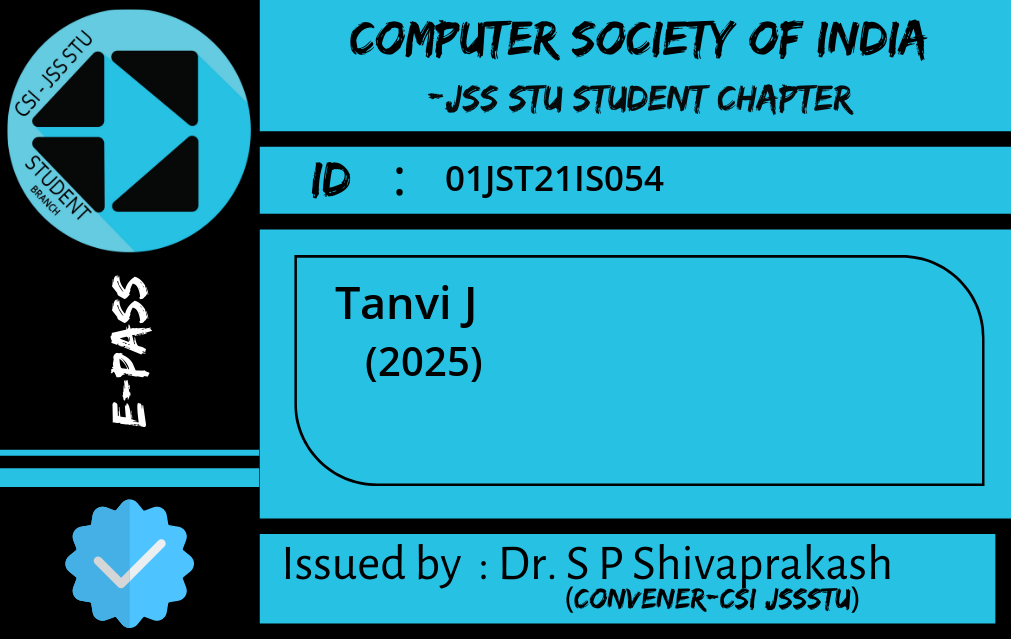 CSI - JSS STU
STUDENT
BRANCH
E-PASS
COMPUTER SOCIETY OF INDIA
-JSS STU STUDENT CHAPTER
ID : 01JST21IS054
Tanvi J
(2025)
Issued by : Dr. S P Shivaprakash
(CONVENER-CSI JSSSTU)